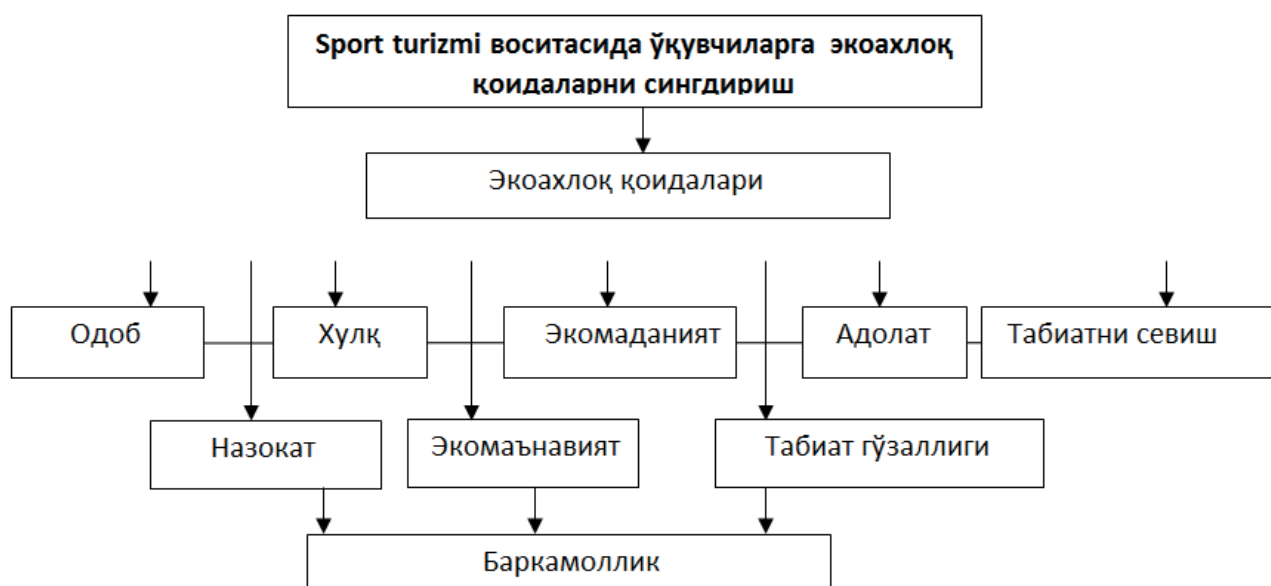 Sport turizmi воситасида ўқувчиларга экоахлоқ
қоидаларни сингдириш
Экоахлоқ қоидалари
Одоб
Хулқ
Экомаданият
Адолат
Табиатни севиш
Назокат
Экомаънавият
Табиат гўзаллиги
Баркамоллик